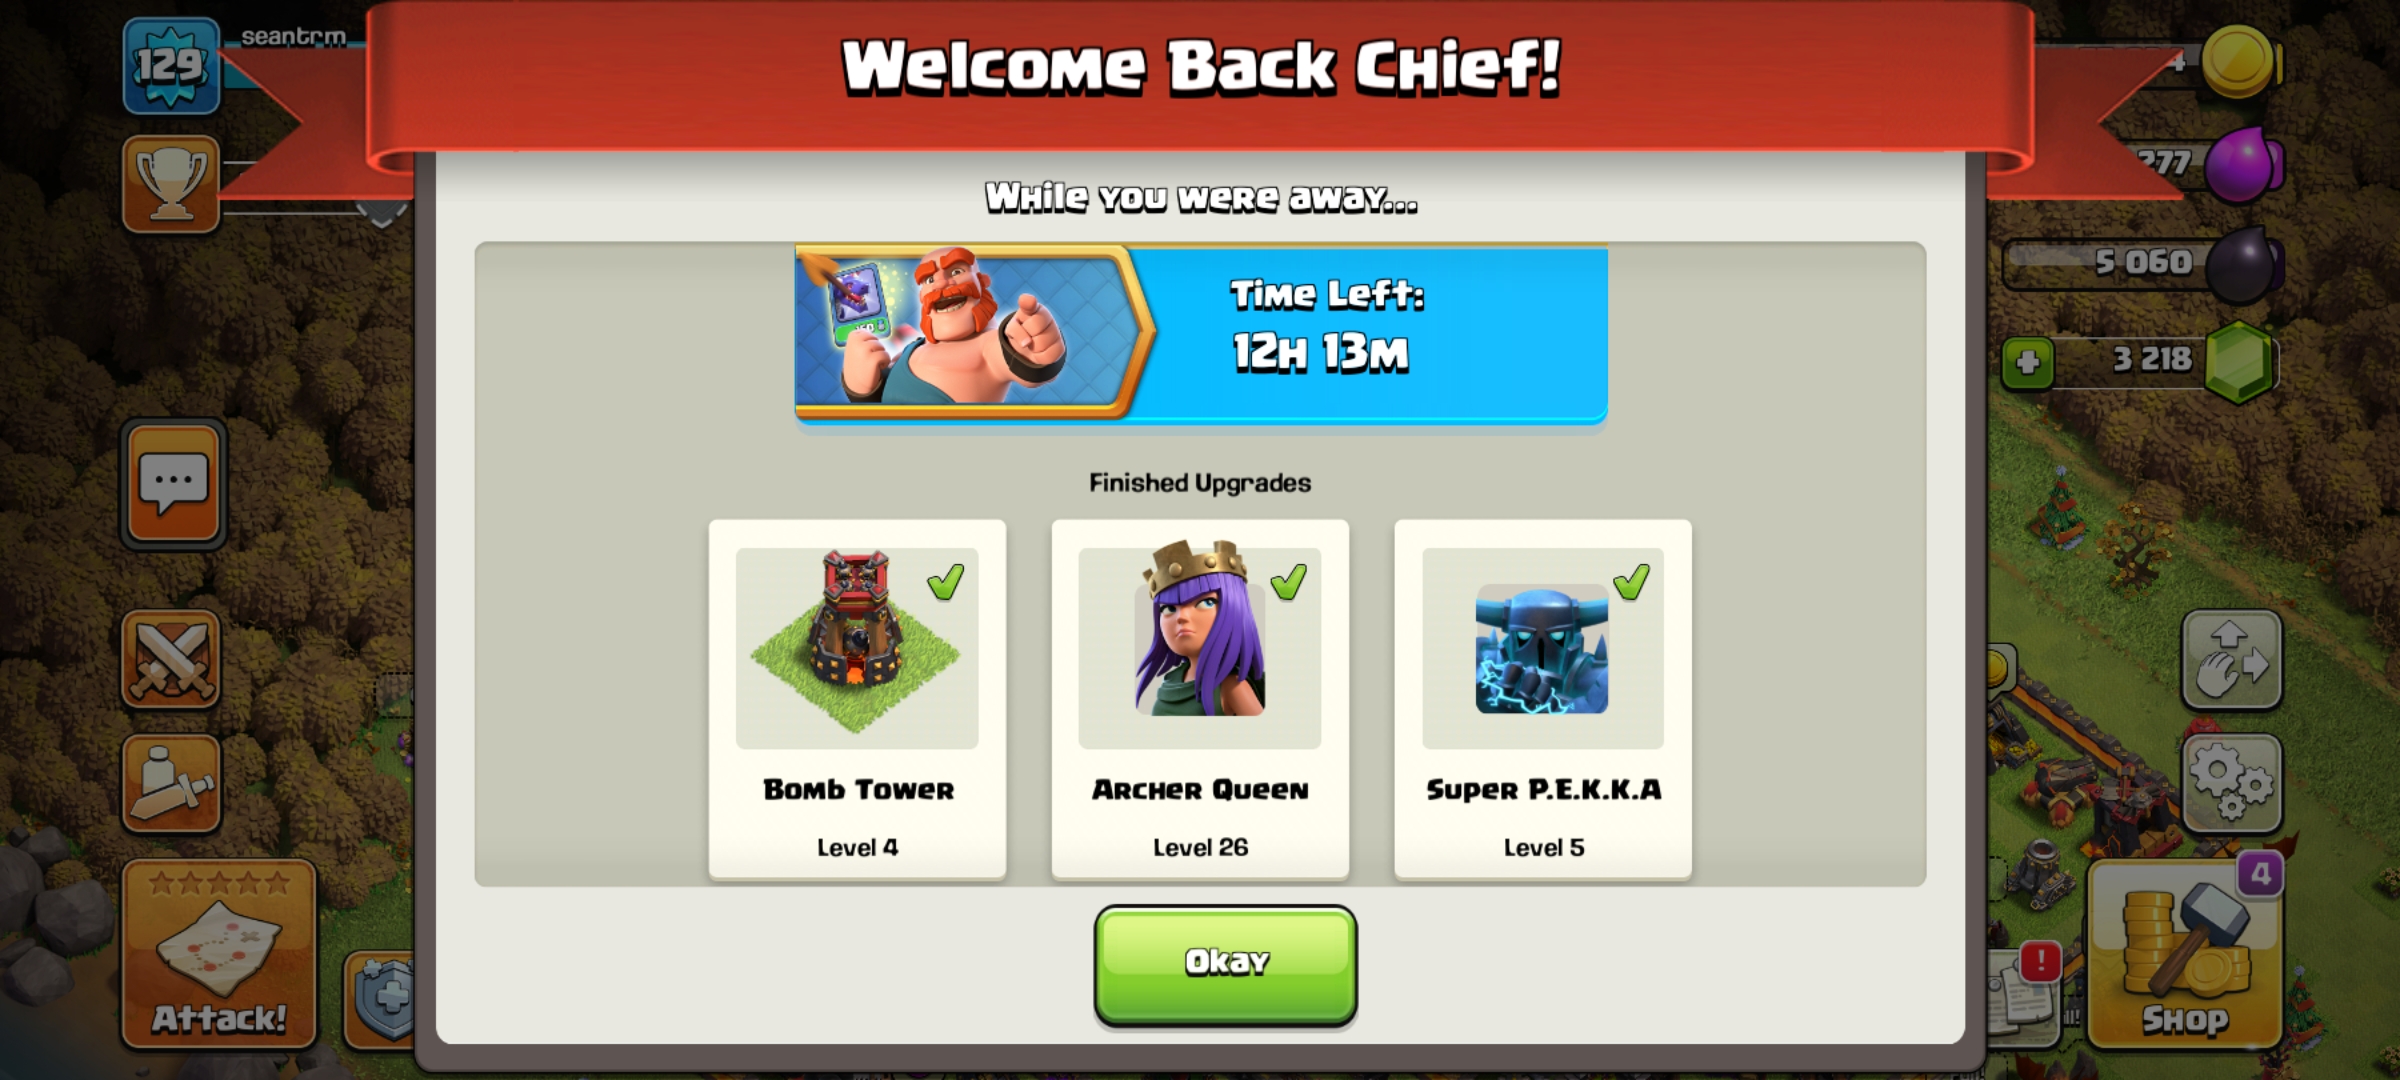 129
seantrm
Welcome Back Chief!
While you were away...
277
5 060
3 218
Time Left:
12H 13M
Finished Upgrades
Bomb Tower
Level 4
Archer Queen
Level 26
Super P.E.K.K.A
Level 5
Okay
Attack!
4
!
Shop